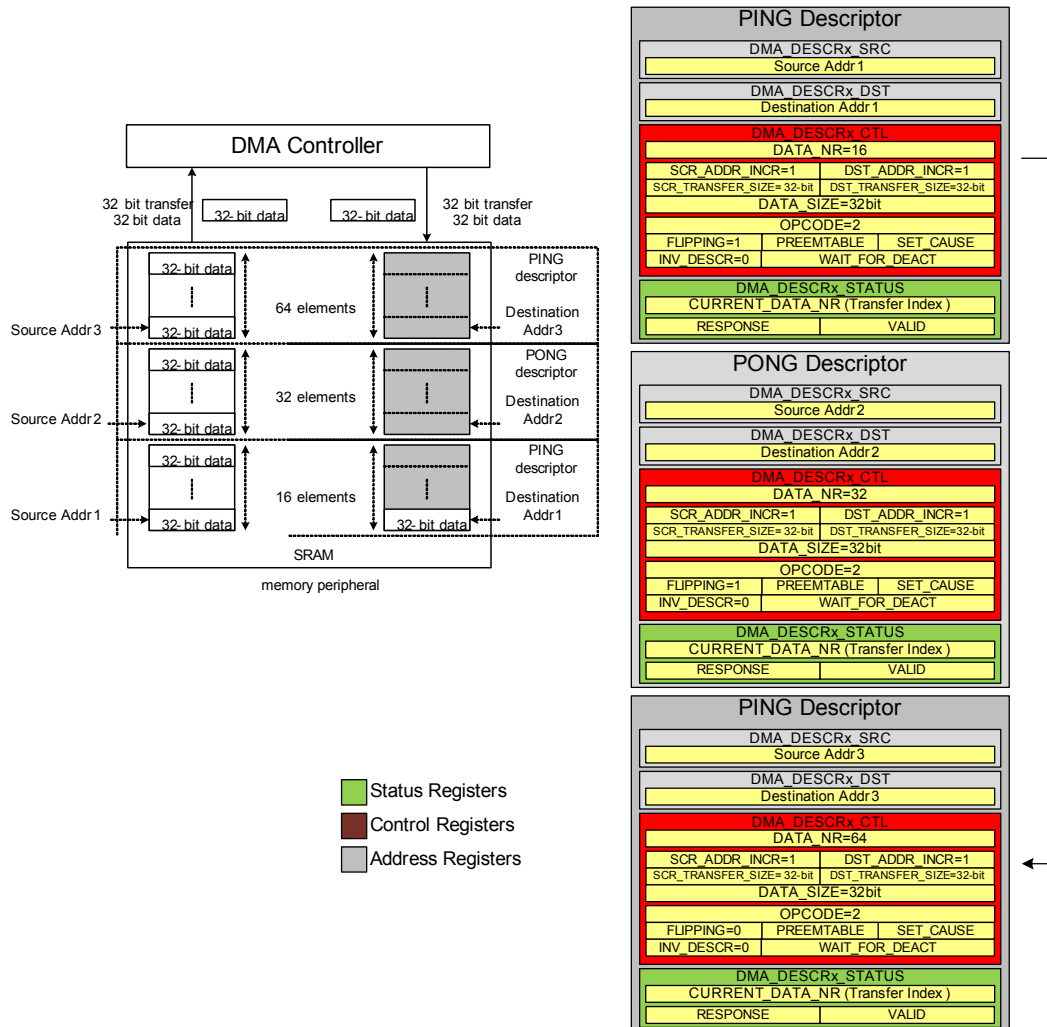 DMA Controller
32 bit transfer
32 bit data
32- bit data
32- bit data
32 bit transfer
32 bit data
32- bit data
64 elements
PING
descriptor
Source Addr3
32- bit data
Destination
Addr3
32- bit data
32 elements
PONG
descriptor
Source Addr2
32- bit data
Destination
Addr2
32- bit data
16 elements
PING
descriptor
Source Addr1
32- bit data
32- bit data
Destination
Addr1
SRAM
memory peripheral
Status Registers
Control Registers
Address Registers
PING Descriptor
DMA_DESCRx_SRC
Source Addr1
DMA_DESCRx_DST
Destination Addr1
DMA_DESCRx_CTL
DATA_NR=16
SCR_ADDR_INCR=1 DST_ADDR_INCR=1
SCR_TRANSFER_SIZE= 32-bit DST_TRANSFER_SIZE=32-bit
DATA_SIZE=32bit
OPCODE=2
FLIPPING=1 PREEMTABLE SET_CAUSE
INV_DESCR=0 WAIT_FOR_DEACT
DMA_DESCRx_STATUS
CURRENT_DATA_NR (Transfer Index )
RESPONSE VALID
PONG Descriptor
DMA_DESCRx_SRC
Source Addr2
DMA_DESCRx_DST
Destination Addr2
DMA_DESCRx_CTL
DATA_NR=32
SCR_ADDR_INCR=1 DST_ADDR_INCR=1
SCR_TRANSFER_SIZE= 32-bit DST_TRANSFER_SIZE=32-bit
DATA_SIZE=32bit
OPCODE=2
FLIPPING=1 PREEMTABLE SET_CAUSE
INV_DESCR=0 WAIT_FOR_DEACT
DMA_DESCRx_STATUS
CURRENT_DATA_NR (Transfer Index )
RESPONSE VALID
PING Descriptor
DMA_DESCRx_SRC
Source Addr3
DMA_DESCRx_DST
Destination Addr3
DMA_DESCRx_CTL
DATA_NR=64
SCR_ADDR_INCR=1 DST_ADDR_INCR=1
SCR_TRANSFER_SIZE= 32-bit DST_TRANSFER_SIZE=32-bit
DATA_SIZE=32bit
OPCODE=2
FLIPPING=0 PREEMTABLE SET_CAUSE
INV_DESCR=0 WAIT_FOR_DEACT
DMA_DESCRx_STATUS
CURRENT_DATA_NR (Transfer Index )
RESPONSE VALID